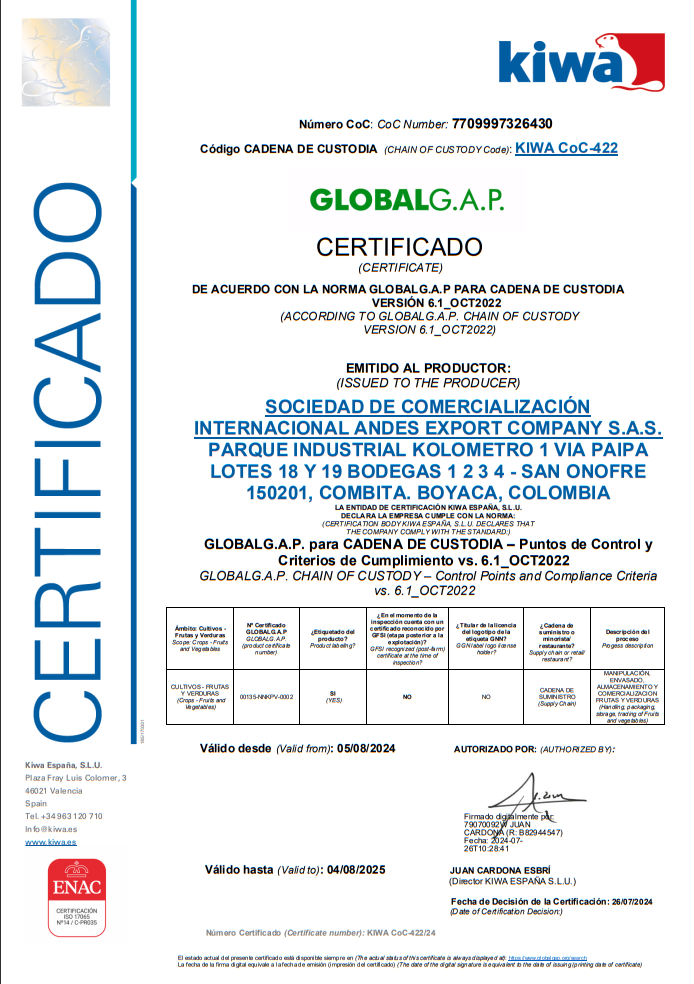 kiwa
Número CoC: CoC Number: 7709997326430
Código CADENA DE CUSTODIA (CHAIN OF CUSTODY Code): KIWA CoC-422
GLOBALG.A.P.
CERTIFICADO
CERTIFICADO
(CERTIFICATE)
DE ACUERDO CON LA NORMA GLOBALG.A.P PARA CADENA DE CUSTODIA
VERSIÓN 6.1_OCT2022
(ACCORDING TO GLOBALG.A.P. CHAIN OF CUSTODY
VERSION 6.1_OCT2022)
EMITIDO AL PRODUCTOR:
(ISSUED TO THE PRODUCER)
SOCIEDAD DE COMERCIALIZACIÓN
INTERNACIONAL ANDES EXPORT COMPANY S.A.S.
PARQUE INDUSTRIAL KOLOMETRO 1 VIA PAIPA
LOTES 18 Y 19 BODEGAS 1 2 3 4 - SAN ONOFRE
150201, COMBITA. BOYACA, COLOMBIA
LA ENTIDAD DE CERTIFICACIÓN KIWA ESPAÑA, S.L.U.
DECLARA LA EMPRESA CUMPLE CON LA NORMA:
(CERTIFICATION BODY KIWA ESPAÑA, S.L.U. DECLARES THAT
THE COMPANY COMPLY WITH THE STANDARD:)
GLOBALG.A.P. para CADENA DE CUSTODIA – Puntos de Control y
Criterios de Cumplimiento vs. 6.1_OCT2022
GLOBALG.A.P. CHAIN OF CUSTODY – Control Points and Compliance Criteria
vs. 6.1_OCT2022
Ámbito: Cultivos -
Frutas y Verduras
Scope: Crops - Fruits
and Vegetables
Nº Certificado
GLOBALG.A.P
GLOBALG.A.P.
(product certificate
number)
¿Etiquetado del
producto?
Product labelling?
¿En el momento de la
inspección cuenta con un
certificado reconocido por
GFSI (etapa posterior a la
explotación)?
GFSI recognized (post-farm)
certificate at the time of
inspection?
¿Titular de la licencia
del logotipo de la
etiqueta GNN?
GGN label logo license
holder?
¿Cadena de
suministro o
minorista/
restaurante?
Supply chain or retail/
restaurant?
Descripción del
proceso
Progess description
CULTIVOS - FRUTAS
Y VERDURAS
(Crops - Fruits and
Vegetables)
00135-NNKPV-0002
SI
(YES)
NO
NO
CADENA DE
SUMINISTRO
(Supply Chain)
MANIPULACIÓN,
ENVASADO,
ALMACENAMIENTO Y
COMERCIALIZACION
FRUTAS Y VERDURAS
(Handling, packaging,
storage, trading of Fruits
and vegetables)
Válido desde (Valid from): 05/08/2024
AUTORIZADO POR: (AUTHORIZED BY):
Kiwa España, S.L.U.
Plaza Fray Luis Colomer, 3
46021 Valencia
Spain
Tel. +34 963 120 710
Info@kiwa.es
www.kiwa.es
Firmado digitalmente por:
79070092W JUAN
CARDONA (R: B82944547)
Fecha: 2024-07-
26T10:28:41
Válido hasta (Valid to): 04/08/2025
JUAN CARDONA ESBRÍ
(Director KIWA ESPAÑA S.L.U.)
ENAC
CERTIFICACIÓN
ISO 17065
Nº14 / C-PR035
Fecha de Decisión de la Certificación: 26/07/2024
(Date of Certification Decision:)
Número Certificado (Certificate number): KIWA CoC-422/24
El estado actual del presente certificado está disponible siempre en (The actual status of this certificate is always displayed at): https://www.globalgap.org/search
La fecha de la firma digital equivale a la fecha de emisión (impresión del certificado) (The date of the digital signature is equivalent to the date of issuing (printing date of certificate)